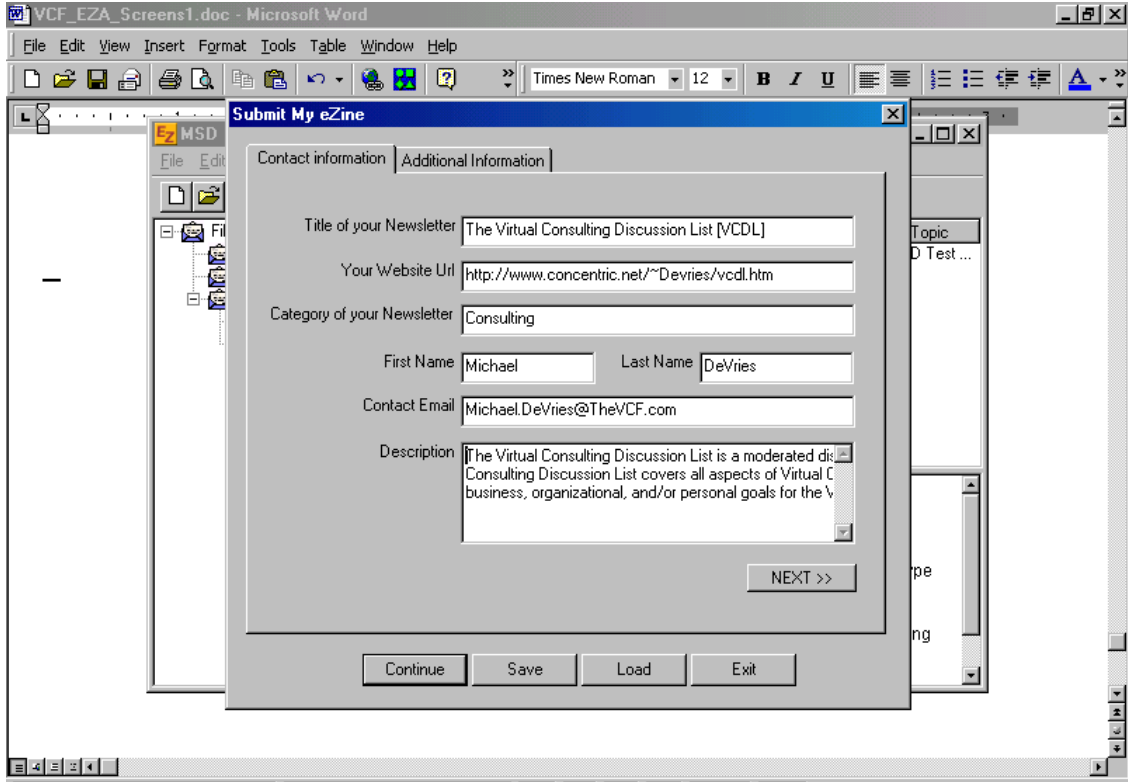 VCF_EZA_Screens1.doc - Microsoft Word
File Edit View Insert Format Tools Table Window Help
Times New Roman 12 B I U A
Submit My eZine
EZ MSD
File Edit
Contact information Additional Information
Title of your Newsletter The Virtual Consulting Discussion List [VCDL]
Fil
Topic
D Test ...
Your Website Url http://www.concentric.net/~Devries/vcdl.htm
Category of your Newsletter Consulting
First Name Michael Last Name DeVries
Contact Email Michael.DeVries@TheVCF.com
Description The Virtual Consulting Discussion List is a moderated dis
Consulting Discussion List covers all aspects of Virtual C
business, organizational, and/or personal goals for the V
NEXT >>
ype
ng
Continue Save Load Exit